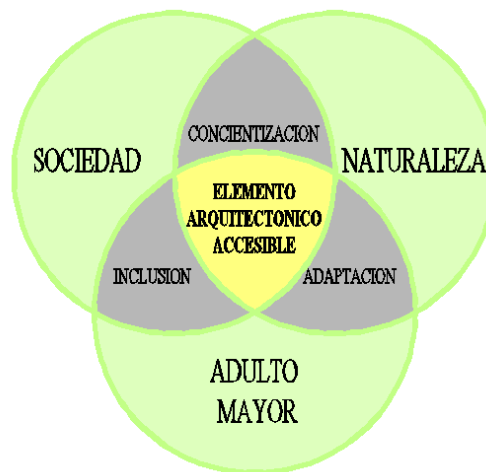 CONCIENTIZACION
SOCIEDAD
NATURALEZA
ELEMENTO
ARQUITECTONICO
ACCESIBLE
INCLUSION
ADAPTACION
ADULTO
MAYOR